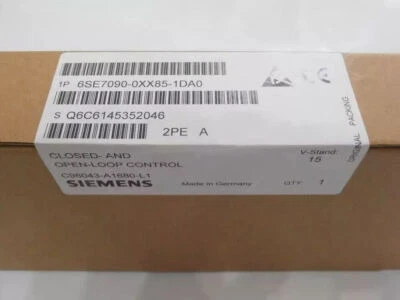 1P 6SE7090-0XX85-1DA0
S Q6C6145352046
2PE A
CLOSED- AND
OPEN-LOOP CONTROL
C98043-A1680-L1
SIEMENS
Made in Germany
V-Stand:
15
QTY: 1
ORIGINAL PACKING